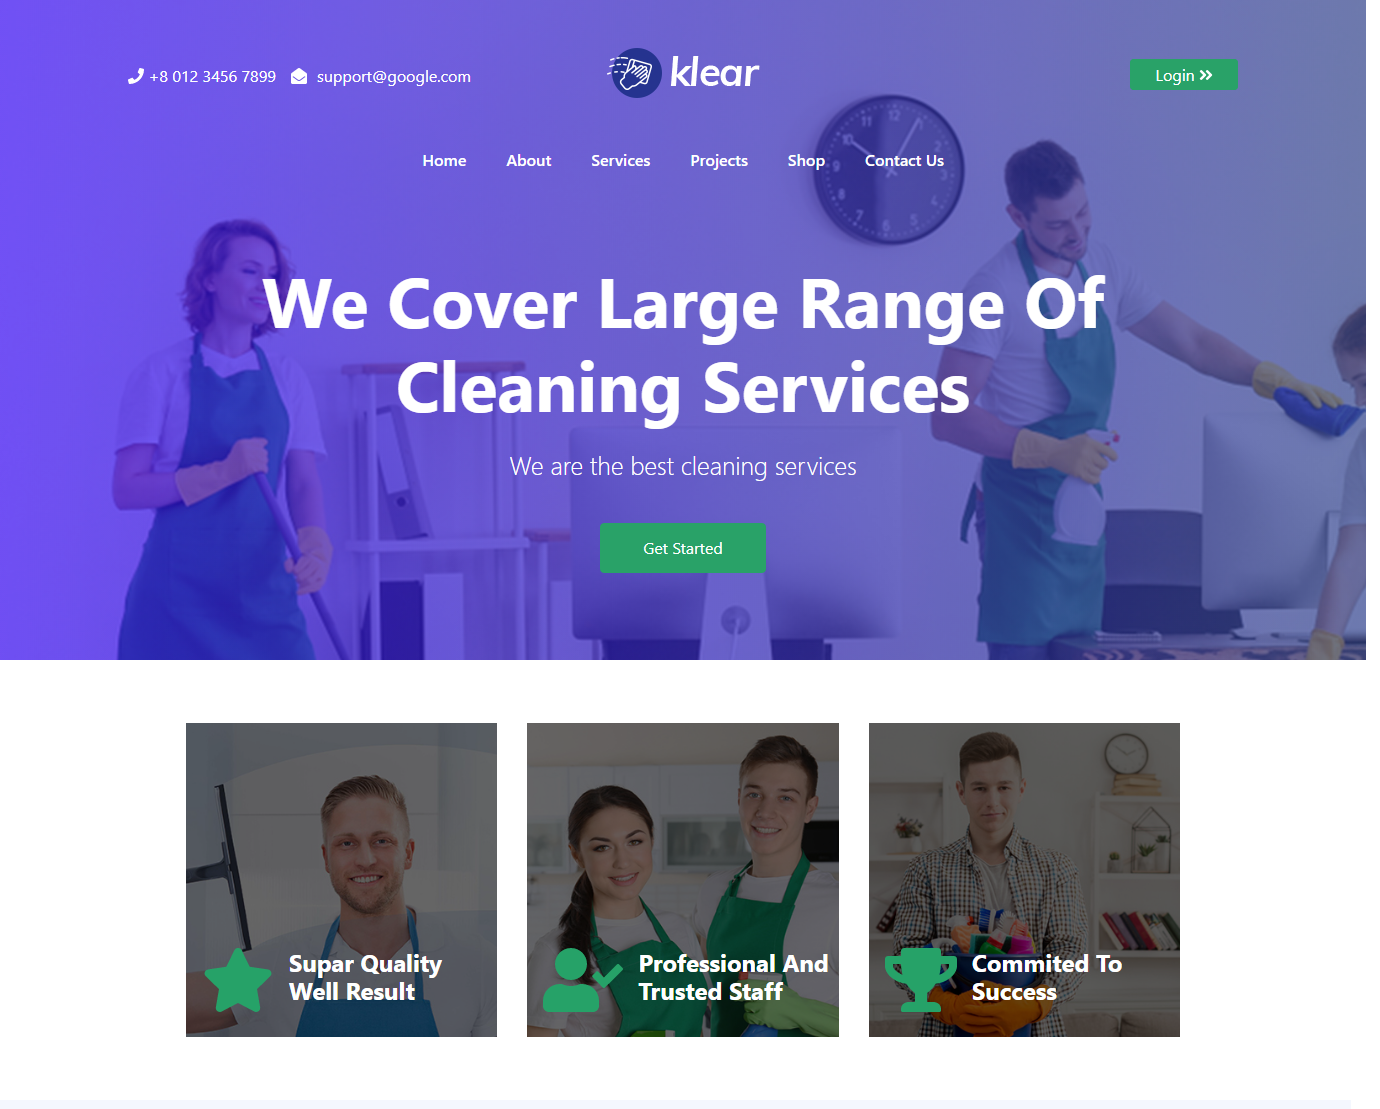 +8 012 3456 7899 support@google.com
klear
Login
Home About Services Projects Shop Contact Us
We Cover Large Range Of
Cleaning Services
We are the best cleaning services
Get Started
Supar Quality
Well Result
Professional And
Trusted Staff
Commited To
Success